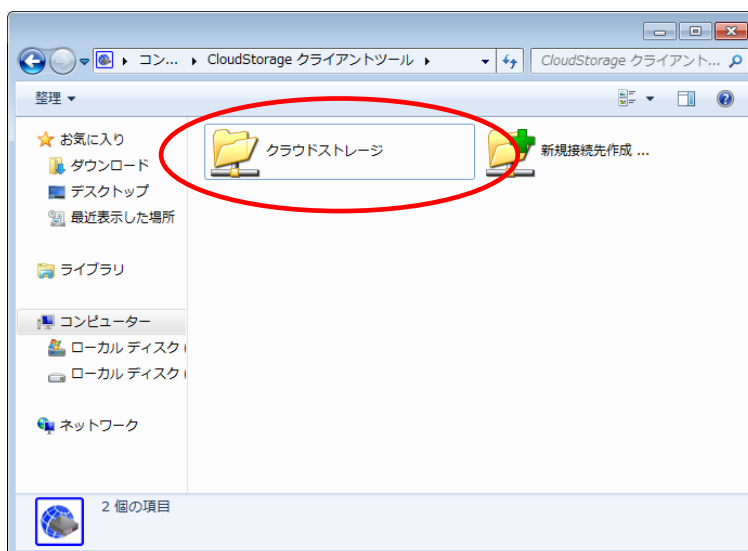 コン... CloudStorage クライアントツール CloudStorage クライアント...
整理
お気に入り
ダウンロード
デスクトップ
最近表示した場所
ライブラリ
コンピューター
ローカル ディスク (
ローカル ディスク (
ネットワーク
クラウドストレージ
新規接続先作成 ...
2 個の項目